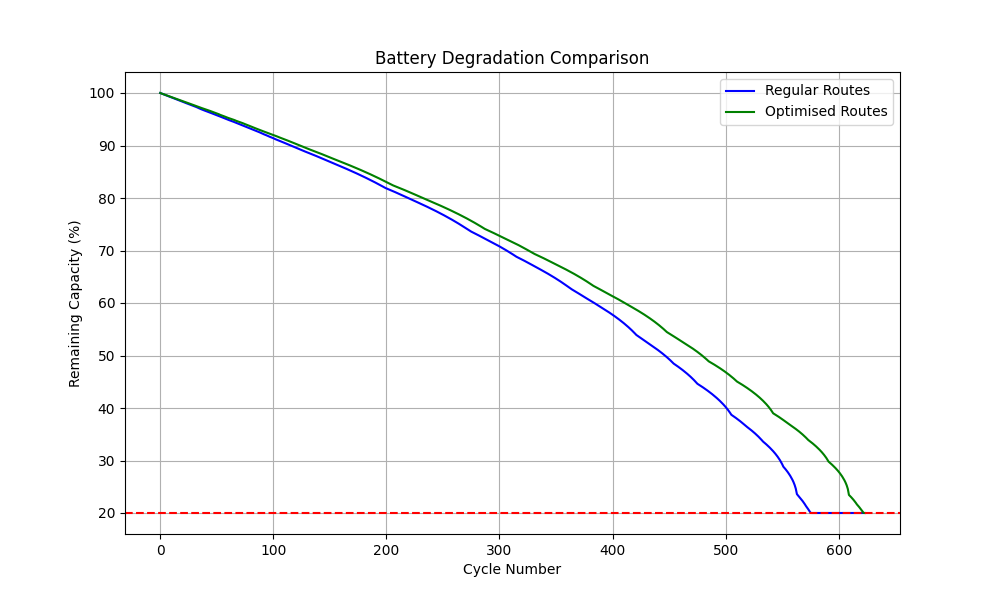 Battery Degradation Comparison
Regular Routes
Optimised Routes
Remaining Capacity (%)
100
90
80
70
60
50
40
30
20
0 100 200 300 400 500 600
Cycle Number